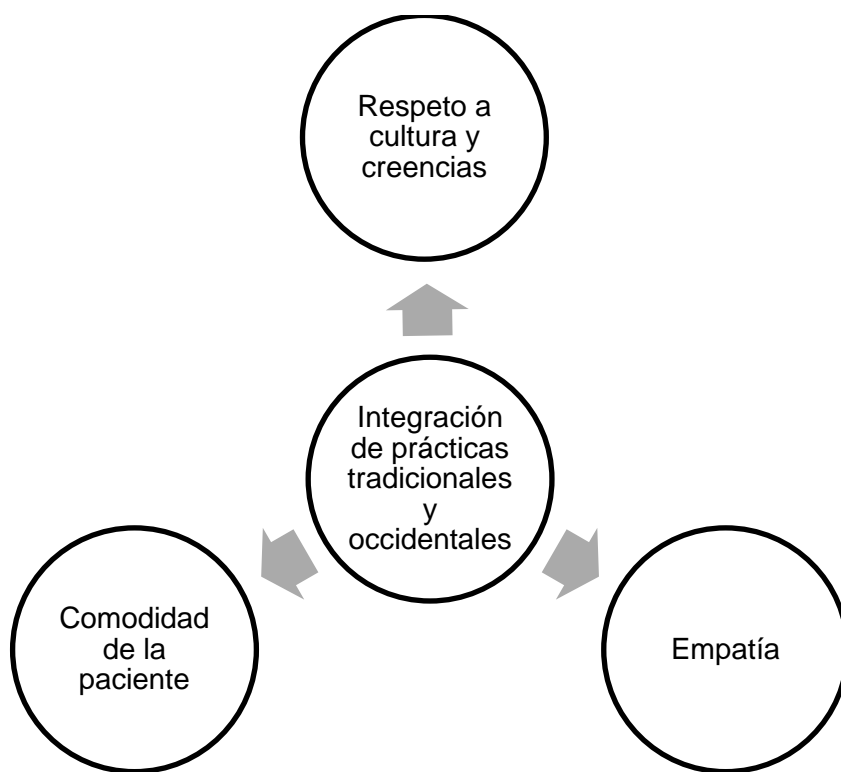 Respeto a
cultura y
creencias
Integración
de prácticas
tradicionales
y
occidentales
Comodidad
de la
paciente
Empatía